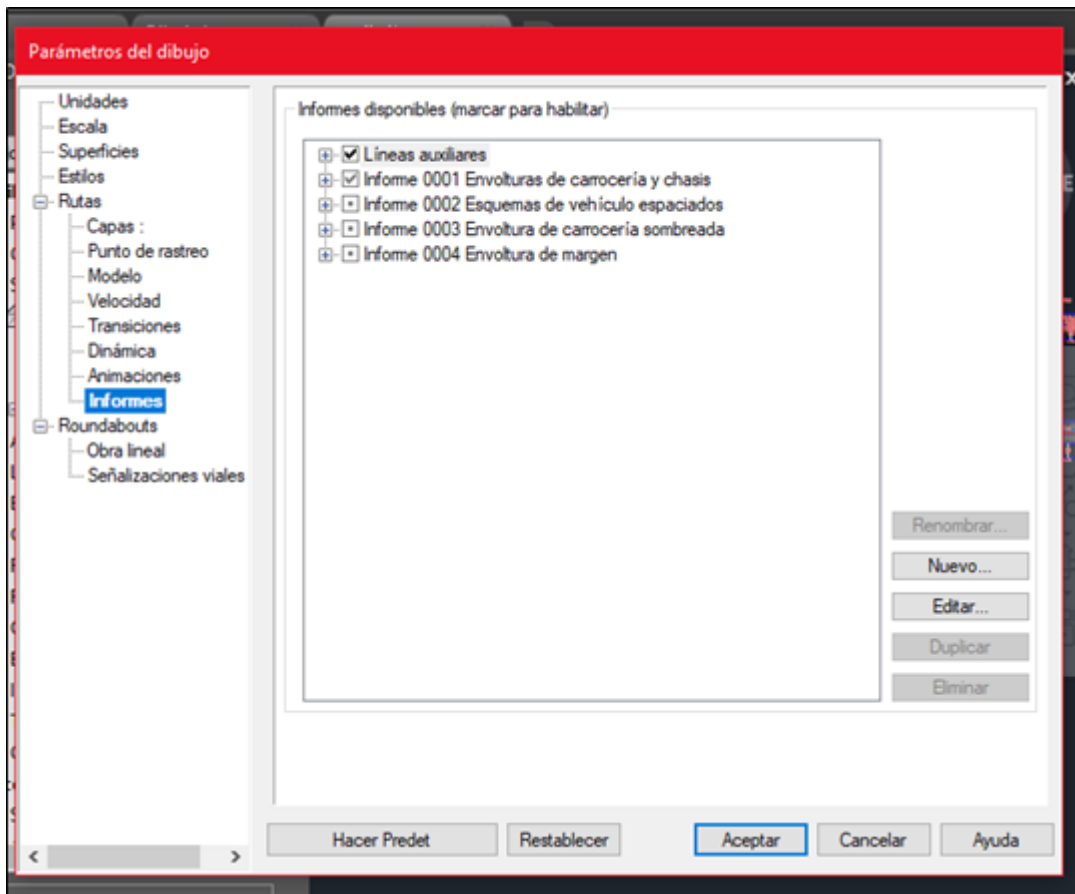 Parámetros del dibujo
Unidades
Escala
Superficies
Estilos
Rutas
Capas :
Punto de rastreo
Modelo
Velocidad
Transiciones
Dinámica
Animaciones
Informes
Roundabouts
Obra lineal
Señalizaciones viales
Informes disponibles (marcar para habilitar)
Líneas auxiliares
Informe 0001 Envolturas de carrocería y chasis
Informe 0002 Esquemas de vehículo espaciados
Informe 0003 Envoltura de carrocería sombreada
Informe 0004 Envoltura de margen
Renombrar...
Nuevo...
Editar...
Duplicar
Eliminar
Hacer Predet
Restablecer
Aceptar
Cancelar
Ayuda